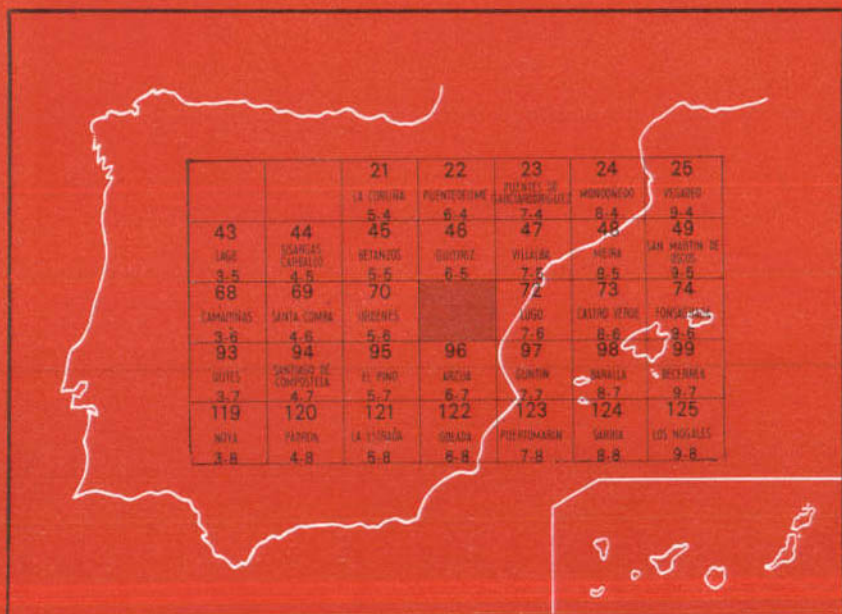 21 22 23 24 25
LA CORUÑA PUENTEDEUME PUENTES DE GARCIARODRIGUEZ MONDOÑEDO VEGADEO
5-4 6-4 7-4 8-4 9-4
43 44 45 46 47 48 49
LAGE SISARGAS CARBALLO BETANZOS GUITIRIZ VILLALBA MEIRA SAN MARTIN DE OSCOS
3-5 4-5 5-5 6-5 7-5 8-5 9-5
68 69 70 72 73 74
CAMARIÑAS SANTA COMBA ORDENES LUGO CASTRO VERDE FONSAGRADA
3-6 4-6 5-6 7-6 8-6 9-6
93 94 95 96 97 98 99
OUTES SANTIAGO DE COMPOSTELA EL PINO ARZUA GUNTIN BARALLA BECERREA
3-7 4-7 5-7 6-7 7-7 8-7 9-7
119 120 121 122 123 124 125
NOYA PADRON LA ESTRADA GOLADA PUERTOMARIN SARRIA LOS NOGALES
3-8 4-8 5-8 6-8 7-8 8-8 9-8